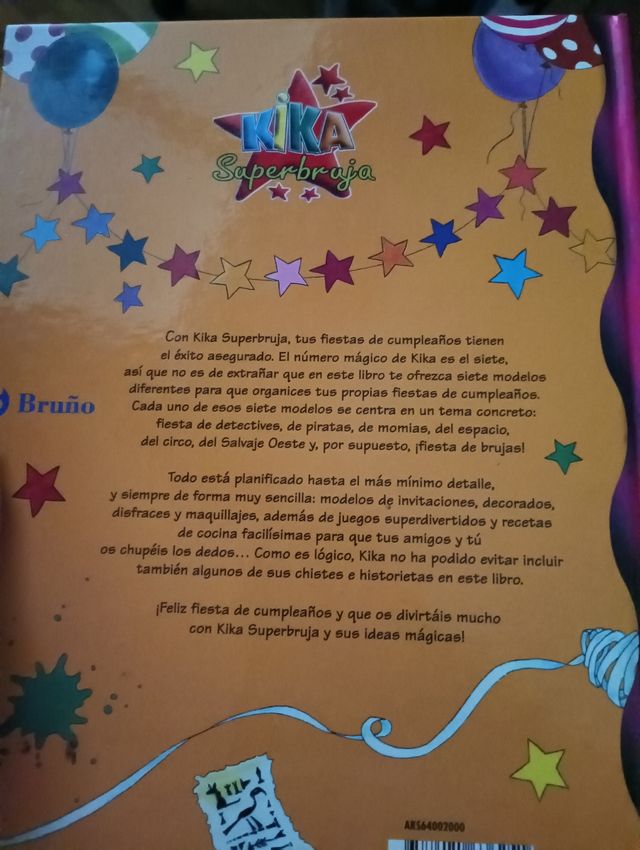 KiKA
Superbruja
Con Kika Superbruja, tus fiestas de cumpleaños tienen
el éxito asegurado. El número mágico de Kika es el siete,
así que no es de extrañar que en este libro te ofrezca siete modelos
diferentes para que organices tus propias fiestas de cumpleaños.
Cada uno de esos siete modelos se centra en un tema concreto:
fiesta de detectives, de piratas, de momias, del espacio,
del circo, del Salvaje Oeste y, por supuesto, ¡fiesta de brujas!
Bruño
Todo está planificado hasta el más mínimo detalle,
y siempre de forma muy sencilla: modelos de invitaciones, decorados,
disfraces y maquillajes, además de juegos superdivertidos y recetas
de cocina facilísimas para que tus amigos y tú
os chupéis los dedos... Como es lógico, Kika no ha podido evitar incluir
también algunos de sus chistes e historietas en este libro.
¡Feliz fiesta de cumpleaños y que os divirtáis mucho
con Kika Superbruja y sus ideas mágicas!
AKS64002000